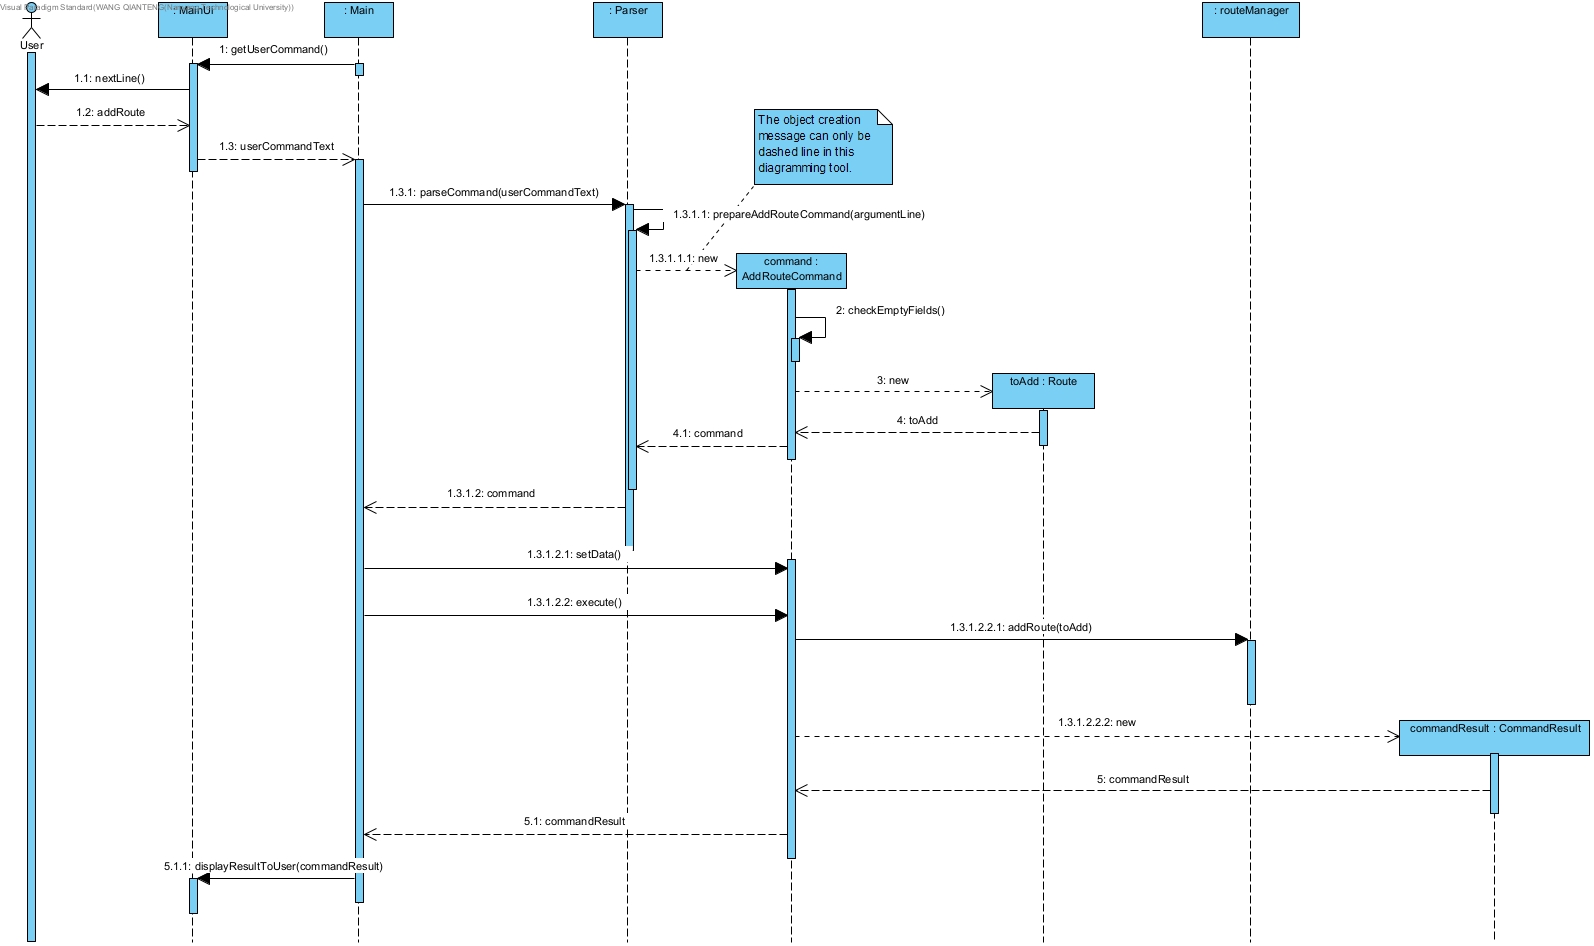 Visual Paradigm Standard(WANG QIANTENG(Nanyang Technological University))
: MainUi
: Main
: Parser
: routeManager
User
1: getUserCommand()
1.1: nextLine()
1.2: addRoute
1.3: userCommandText
The object creation
message can only be
dashed line in this
diagramming tool.
1.3.1: parseCommand(userCommandText)
1.3.1.1: prepareAddRouteCommand(argumentLine)
1.3.1.1.1: new
command :
AddRouteCommand
2: checkEmptyFields()
3: new
toAdd : Route
4: toAdd
4.1: command
1.3.1.2: command
1.3.1.2.1: setData()
1.3.1.2.2: execute()
1.3.1.2.2.1: addRoute(toAdd)
1.3.1.2.2.2: new
commandResult : CommandResult
5: commandResult
5.1: commandResult
5.1.1: displayResultToUser(commandResult)